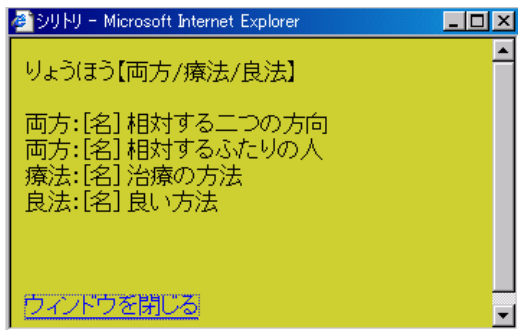 シリトリ - Microsoft Internet Explorer
りょうほう【両方/療法/良法】
両方:[名] 相対する二つの方向
両方:[名] 相対するふたりの人
療法:[名] 治療の方法
良法:[名] 良い方法
ウィンドウを閉じる